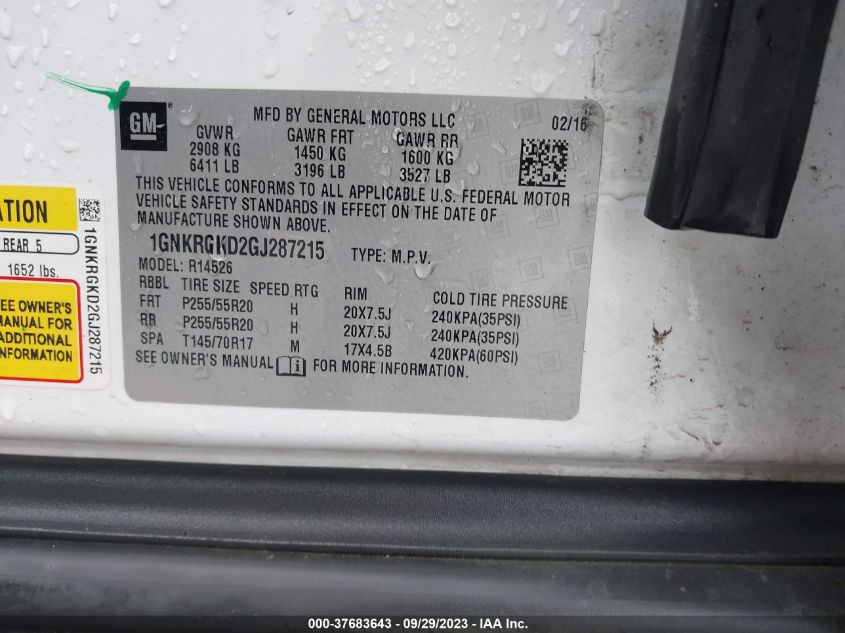 GM
MFD BY GENERAL MOTORS LLC
02/16
GVWR GAWR FRT GAWR RR
2908 KG 1450 KG 1600 KG
6411 LB 3196 LB 3527 LB
THIS VEHICLE CONFORMS TO ALL APPLICABLE U.S. FEDERAL MOTOR
VEHICLE SAFETY STANDARDS IN EFFECT ON THE DATE OF
MANUFACTURE SHOWN ABOVE.
1GNKRGKD2GJ287215 TYPE: M.P.V.
MODEL: R14526
RBBL TIRE SIZE SPEED RTG RIM COLD TIRE PRESSURE
FRT P255/55R20 H 20X7.5J 240KPA(35PSI)
RR P255/55R20 H 20X7.5J 240KPA(35PSI)
SPA T145/70R17 M 17X4.5B 420KPA(60PSI)
SEE OWNER'S MANUAL FOR MORE INFORMATION.
ATION
REAR 5
1652 lbs.
SEE OWNER'S
MANUAL FOR
ADDITIONAL
INFORMATION
1GNKRGKD2GJ287215
000-37683643 - 09/29/2023 - IAAI Inc.